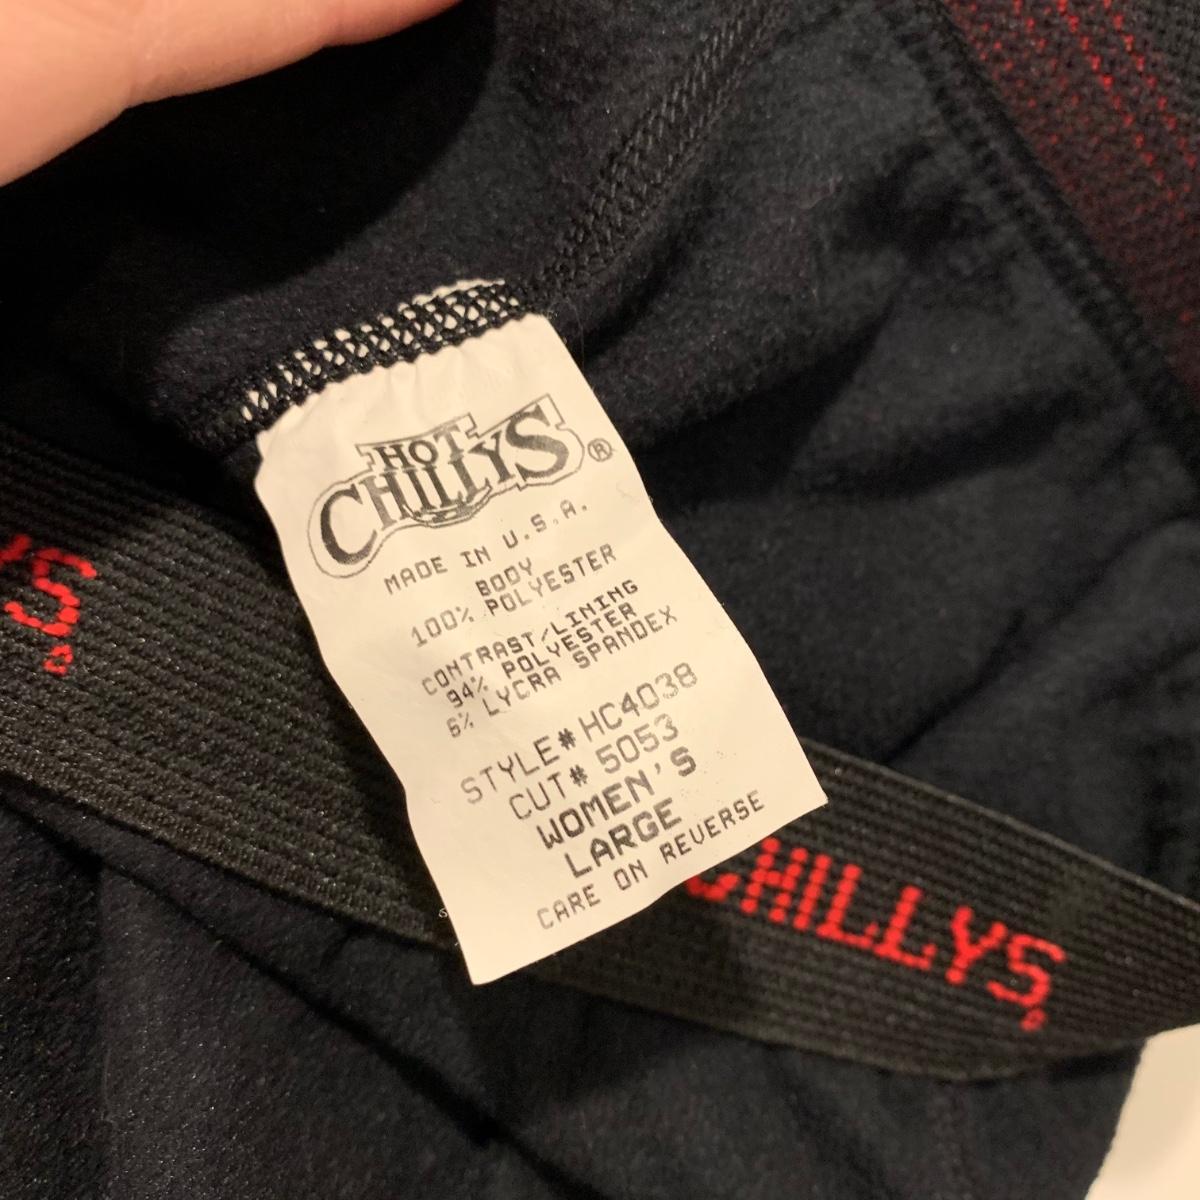 HOT
CHILLYS®
MADE IN U.S.A.
BODY
100% POLYESTER
CONTRAST/LINING
94% POLYESTER
6% LYCRA SPANDEX
STYLE# HC4038
CUT# 5053
WOMEN'S
LARGE
CARE ON REVERSE
YS®
CHILLYS®